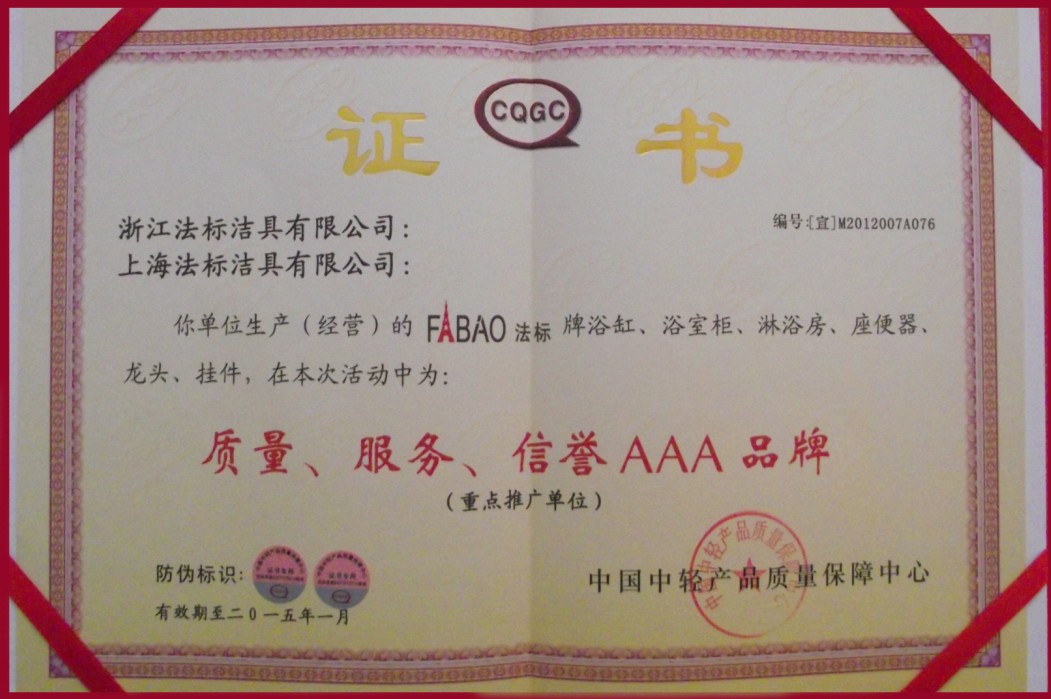 证 CQGC 书
编号:[宣]M2012007A076
浙江法标洁具有限公司：
上海法标洁具有限公司：
你单位生产（经营）的 FABAO 法标 牌浴缸、浴室柜、淋浴房、座便器、
龙头、挂件，在本次活动中为：
质量、服务、信誉AAA品牌
（重点推广单位）
防伪标识：
有效期至二0一五年一月
中国中轻产品质量保障中心
中国中轻产品质量保障中心